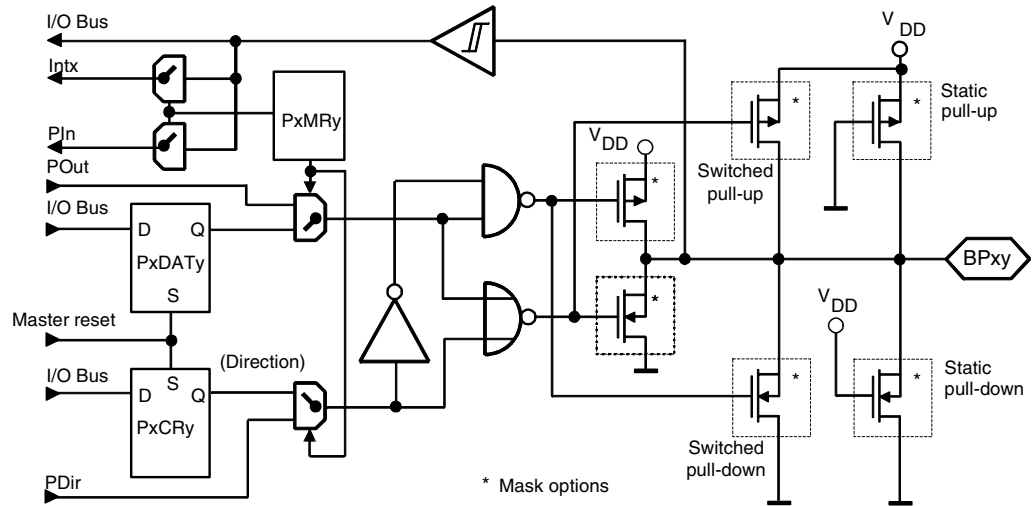 I/O Bus
V
DD
Intx
*
*
Static
pull-up
PIn
PxMRy
V
DD
POut
*
Switched
pull-up
I/O Bus
D
Q
PxDATy
S
BPxy
*
V
DD
Master reset
(Direction)
I/O Bus
S
D
Q
PxCRy
*
*
Static
pull-down
Switched
pull-down
PDir
* Mask options